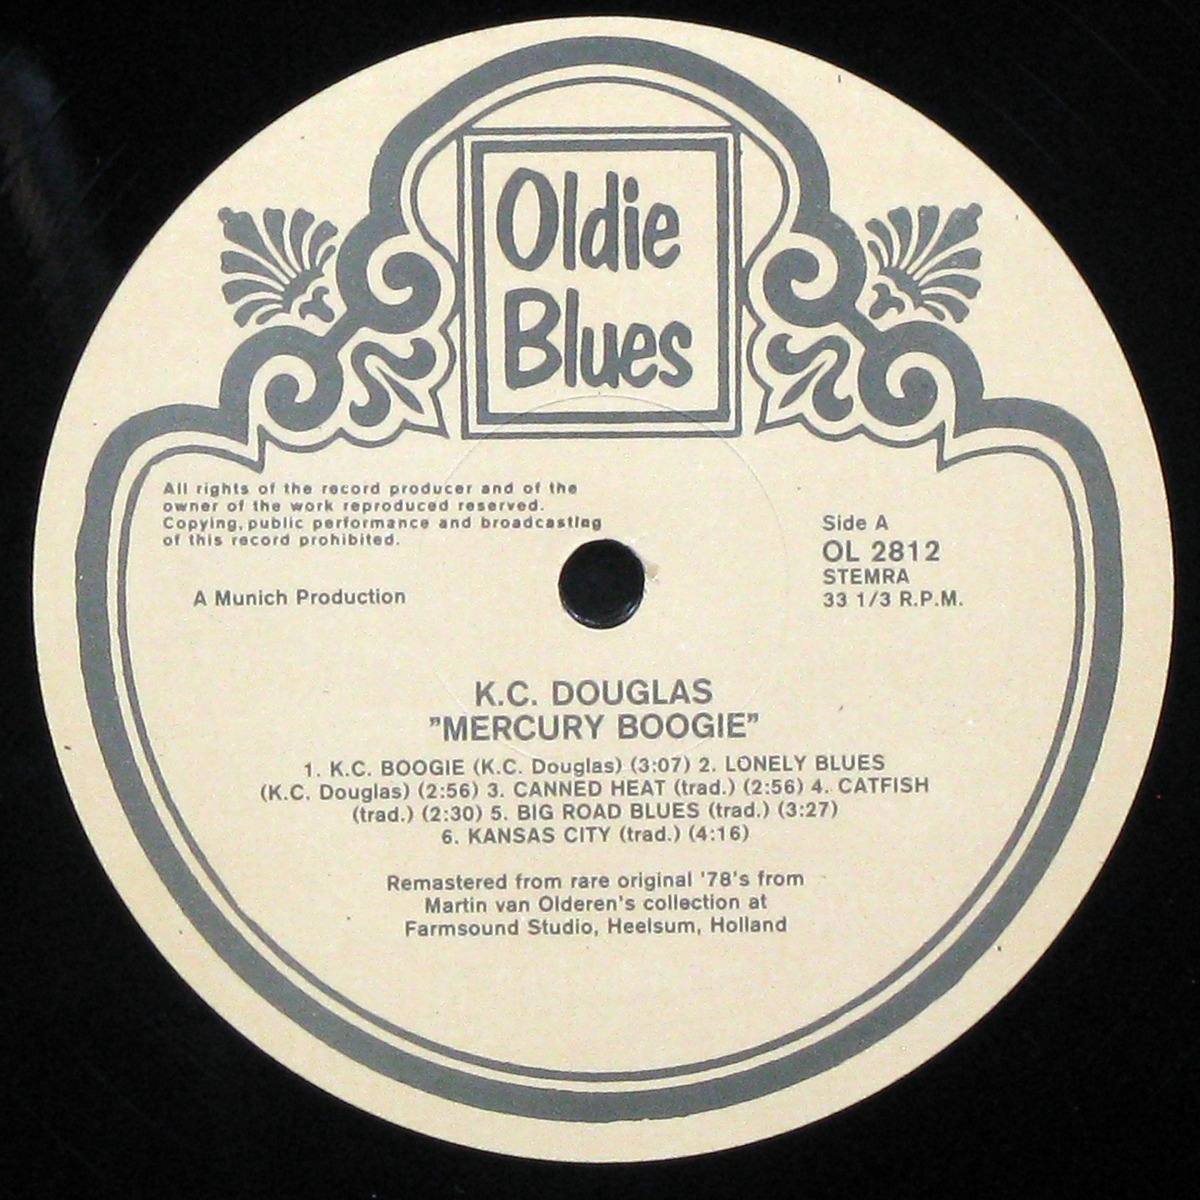 Oldie
Blues
All rights of the record producer and of the
owner of the work reproduced reserved.
Copying, public performance and broadcasting
of this record prohibited.
A Munich Production
Side A
OL 2812
STEMRA
33 1/3 R.P.M.
K.C. DOUGLAS
"MERCURY BOOGIE"
1. K.C. BOOGIE (K.C. Douglas) (3:07) 2. LONELY BLUES
(K.C. Douglas) (2:56) 3. CANNED HEAT (trad.) (2:56) 4. CATFISH
(trad.) (2:30) 5. BIG ROAD BLUES (trad.) (3:27)
6. KANSAS CITY (trad.) (4:16)
Remastered from rare original '78's from
Martin van Olderen's collection at
Farmsound Studio, Heelsum, Holland